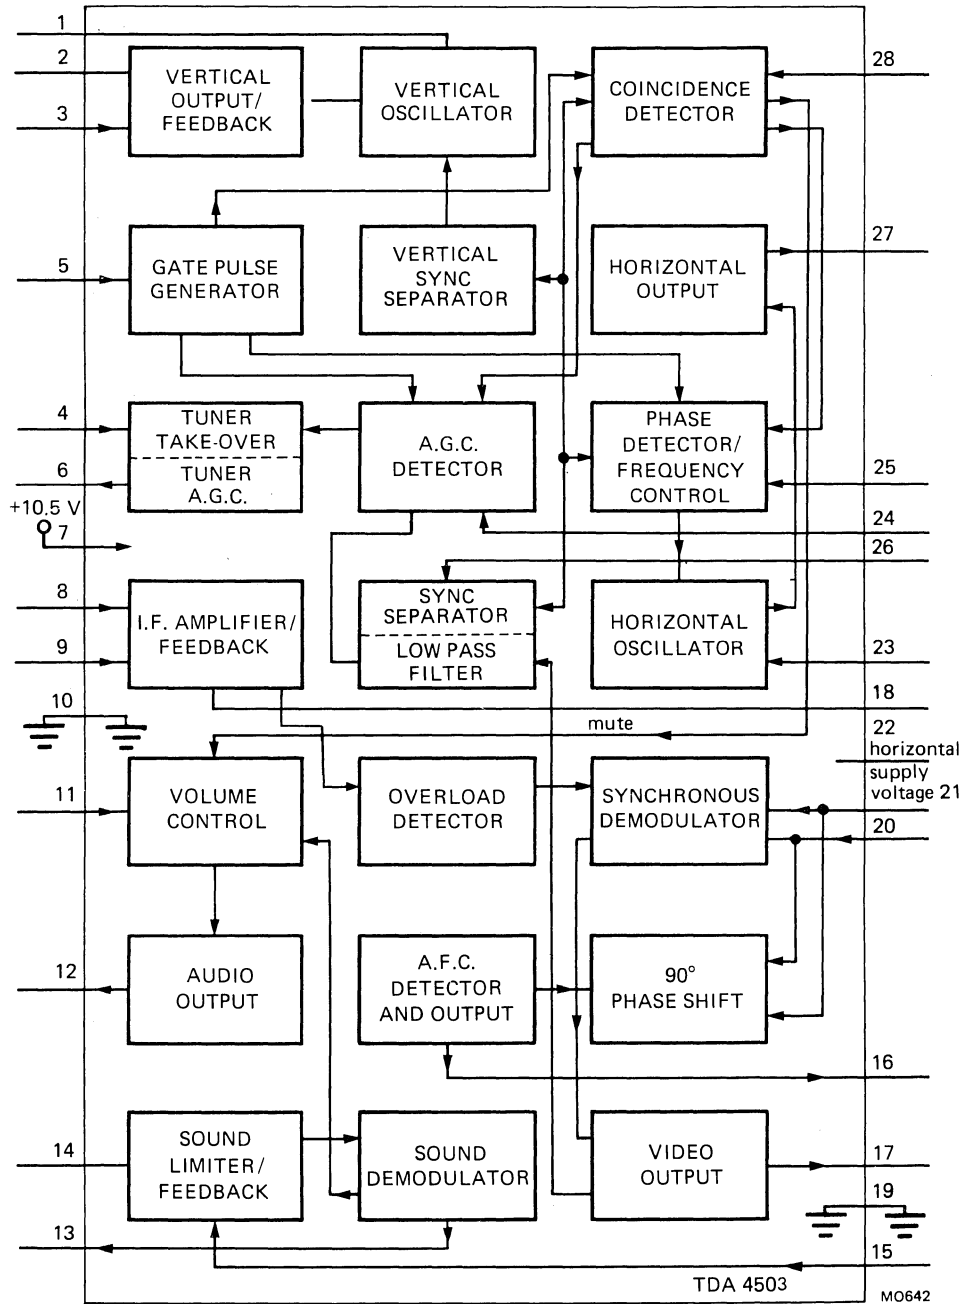 1
2
3
VERTICAL
OUTPUT/
FEEDBACK
VERTICAL
OSCILLATOR
COINCIDENCE
DETECTOR
28
5
GATE PULSE
GENERATOR
VERTICAL
SYNC
SEPARATOR
HORIZONTAL
OUTPUT
27
4
6
TUNER
TAKE-OVER
TUNER
A.G.C.
A.G.C.
DETECTOR
PHASE
DETECTOR/
FREQUENCY
CONTROL
25
24
26
+10.5 V
7
8
9
I.F. AMPLIFIER/
FEEDBACK
SYNC
SEPARATOR
LOW PASS
FILTER
HORIZONTAL
OSCILLATOR
23
18
10
mute
22
horizontal
supply
voltage 21
20
11
VOLUME
CONTROL
OVERLOAD
DETECTOR
SYNCHRONOUS
DEMODULATOR
12
AUDIO
OUTPUT
A.F.C.
DETECTOR
AND OUTPUT
90°
PHASE SHIFT
16
14
SOUND
LIMITER/
FEEDBACK
SOUND
DEMODULATOR
VIDEO
OUTPUT
17
19
13
15
TDA 4503
MO642